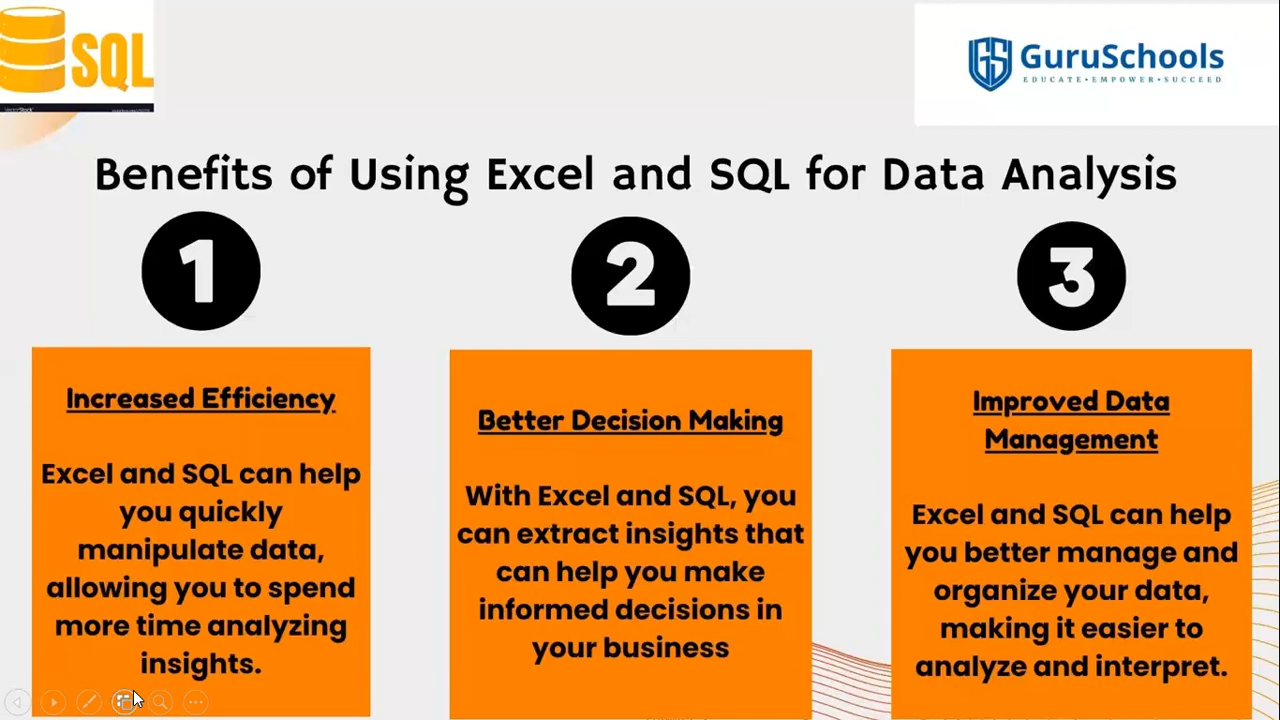 SQL
GuruSchools
EDUCATE•EMPOWER•SUCCEED
Benefits of Using Excel and SQL for Data Analysis
1
Increased Efficiency
Excel and SQL can help
you quickly
manipulate data,
allowing you to spend
more time analyzing
insights.
2
Better Decision Making
With Excel and SQL, you
can extract insights that
can help you make
informed decisions in
your business
3
Improved Data
Management
Excel and SQL can help
you better manage and
organize your data,
making it easier to
analyze and interpret.